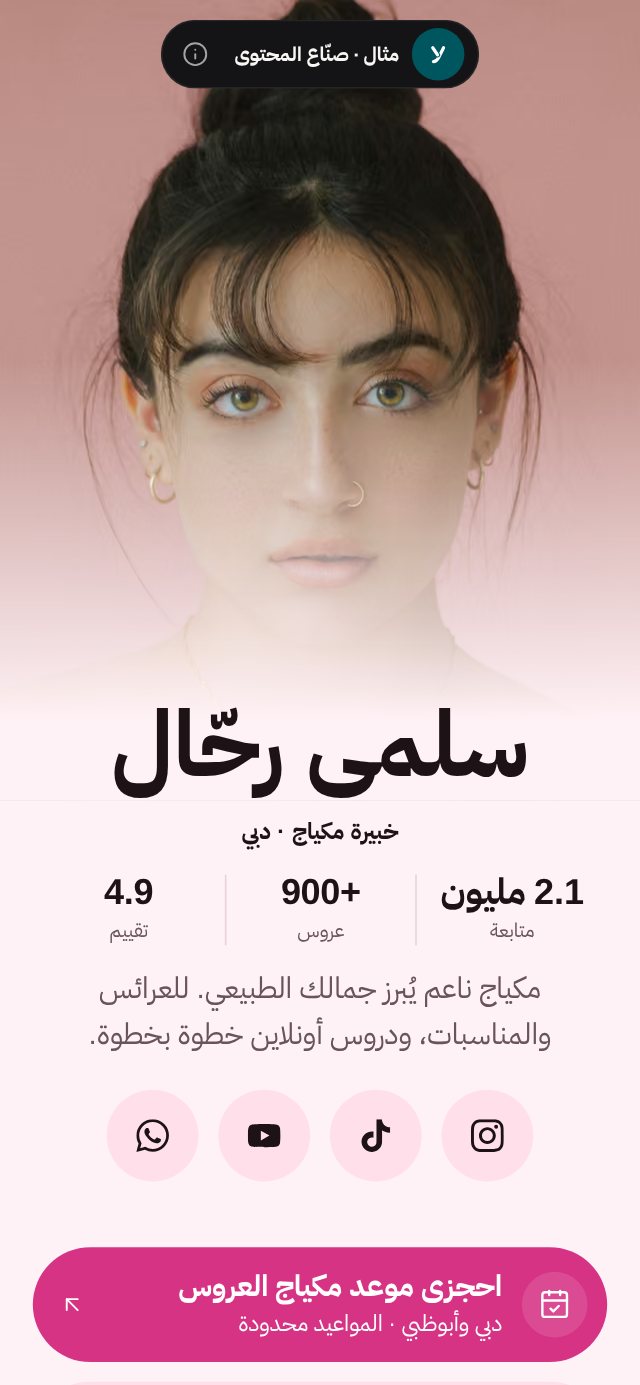 مثال · صنّاع المحتوى
سلمى رحّال
خبيرة مكياج · دبي
2.1 مليون
متابعة
900+
عروس
4.9
تقييم
مكياج ناعم يُبرز جمالك الطبيعي. للعرائس
والمناسبات، ودروس أونلاين خطوة بخطوة.
احجزي موعد مكياج العروس
دبي وأبوظبي · المواعيد محدودة